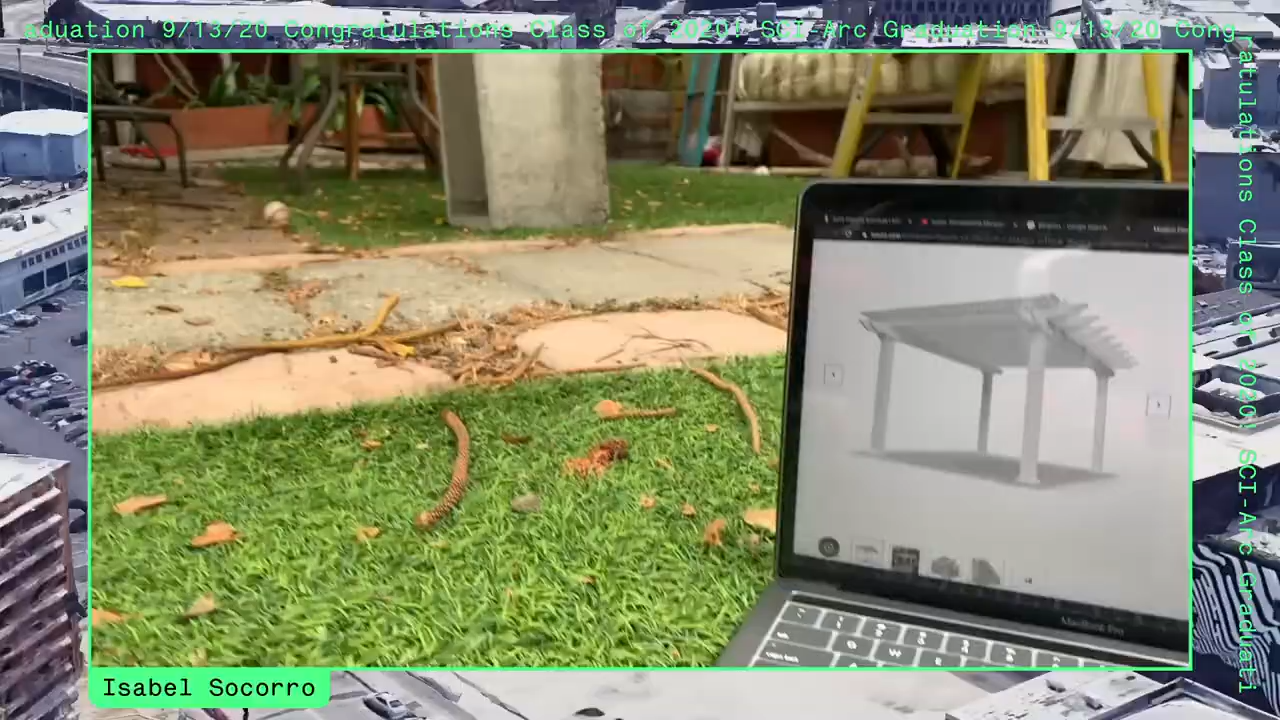 aduation 9/13/20 Congratulations Class of 2020! SCI-Arc Graduation 9/13/20 Cong
ratulations Class of 2020! SCI-Arc Graduati
MacBook Pro
Isabel Socorro